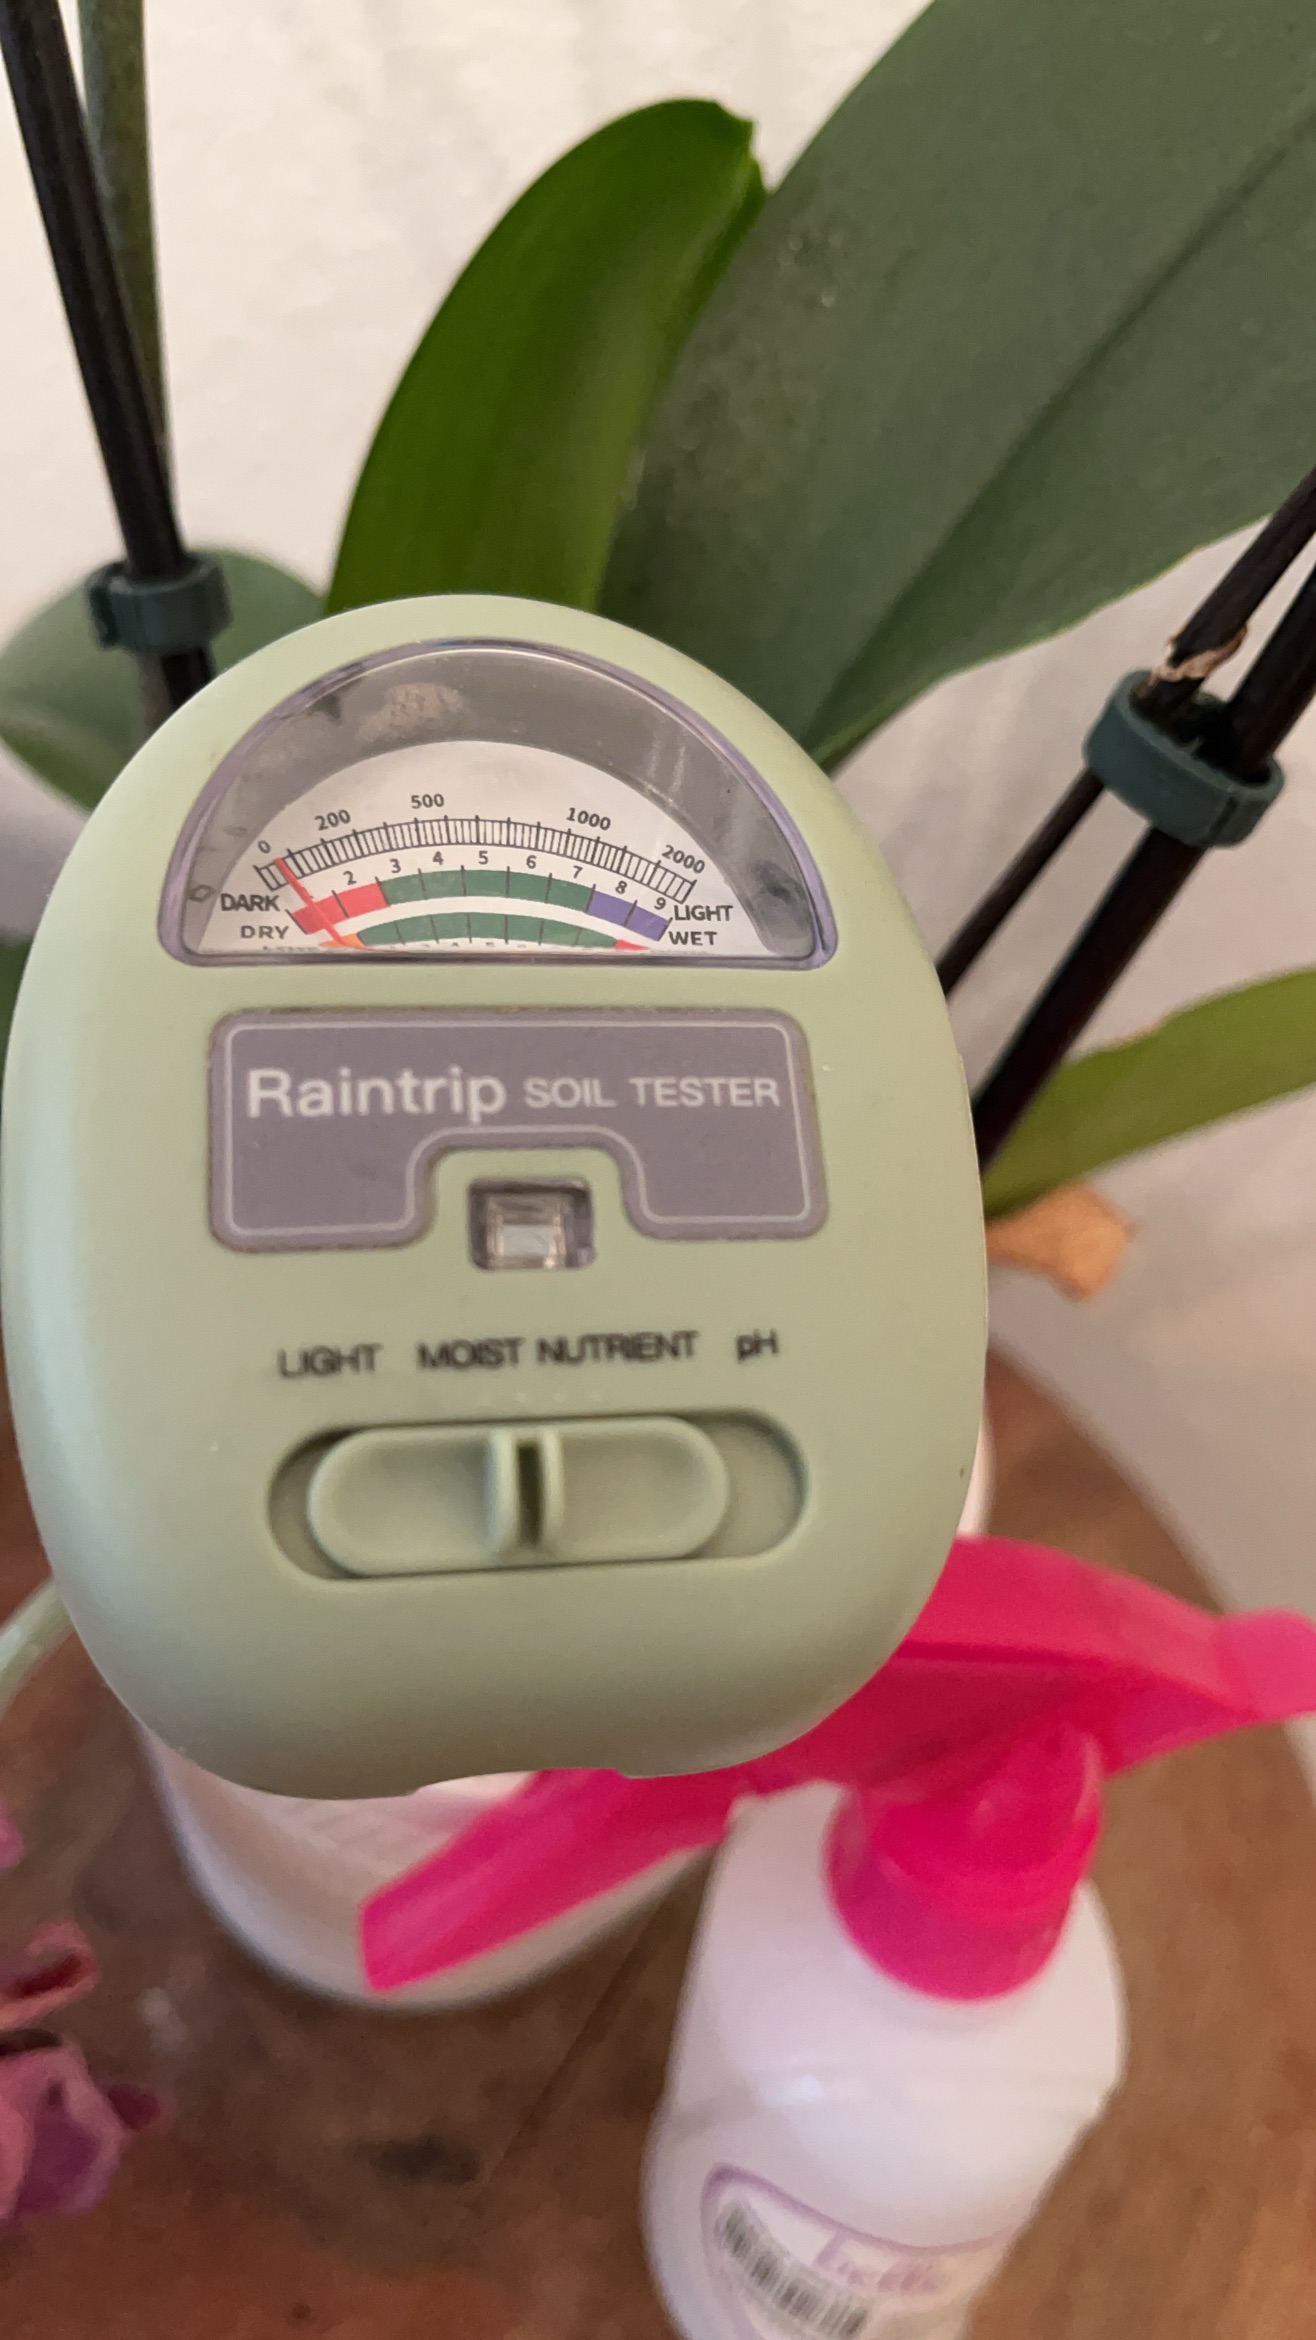 0 200 500 1000 2000
2 3 4 5 6 7 8 9
DARK LIGHT
DRY WET
Raintrip SOIL TESTER
LIGHT MOIST NUTRIENT pH